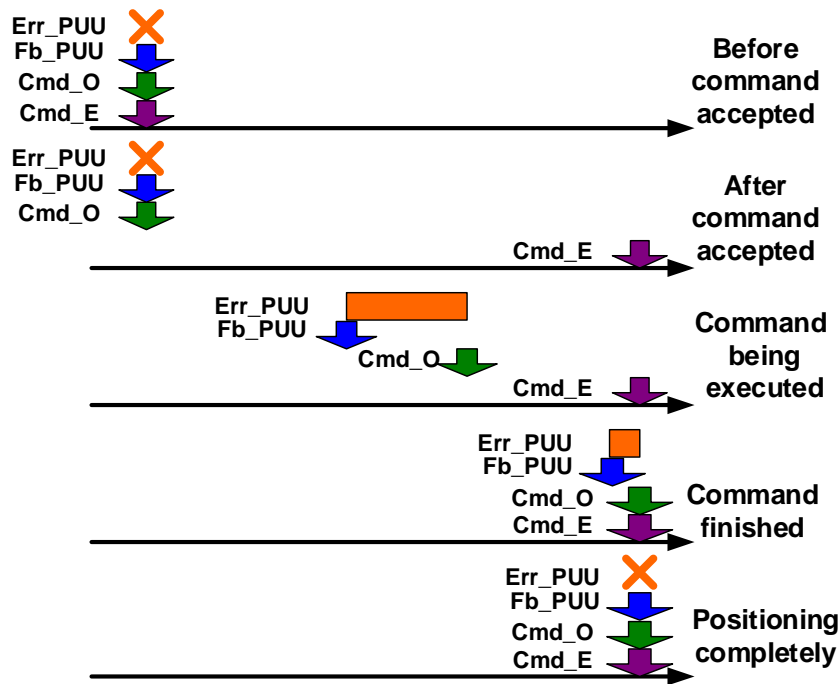 Err_PUU
Fb_PUU
Cmd_O
Cmd_E
Before
command
accepted
Err_PUU
Fb_PUU
Cmd_O
Cmd_E
After
command
accepted
Err_PUU
Fb_PUU
Cmd_O
Cmd_E
Command
being
executed
Err_PUU
Fb_PUU
Cmd_O
Cmd_E
Command
finished
Err_PUU
Fb_PUU
Cmd_O
Cmd_E
Positioning
completely